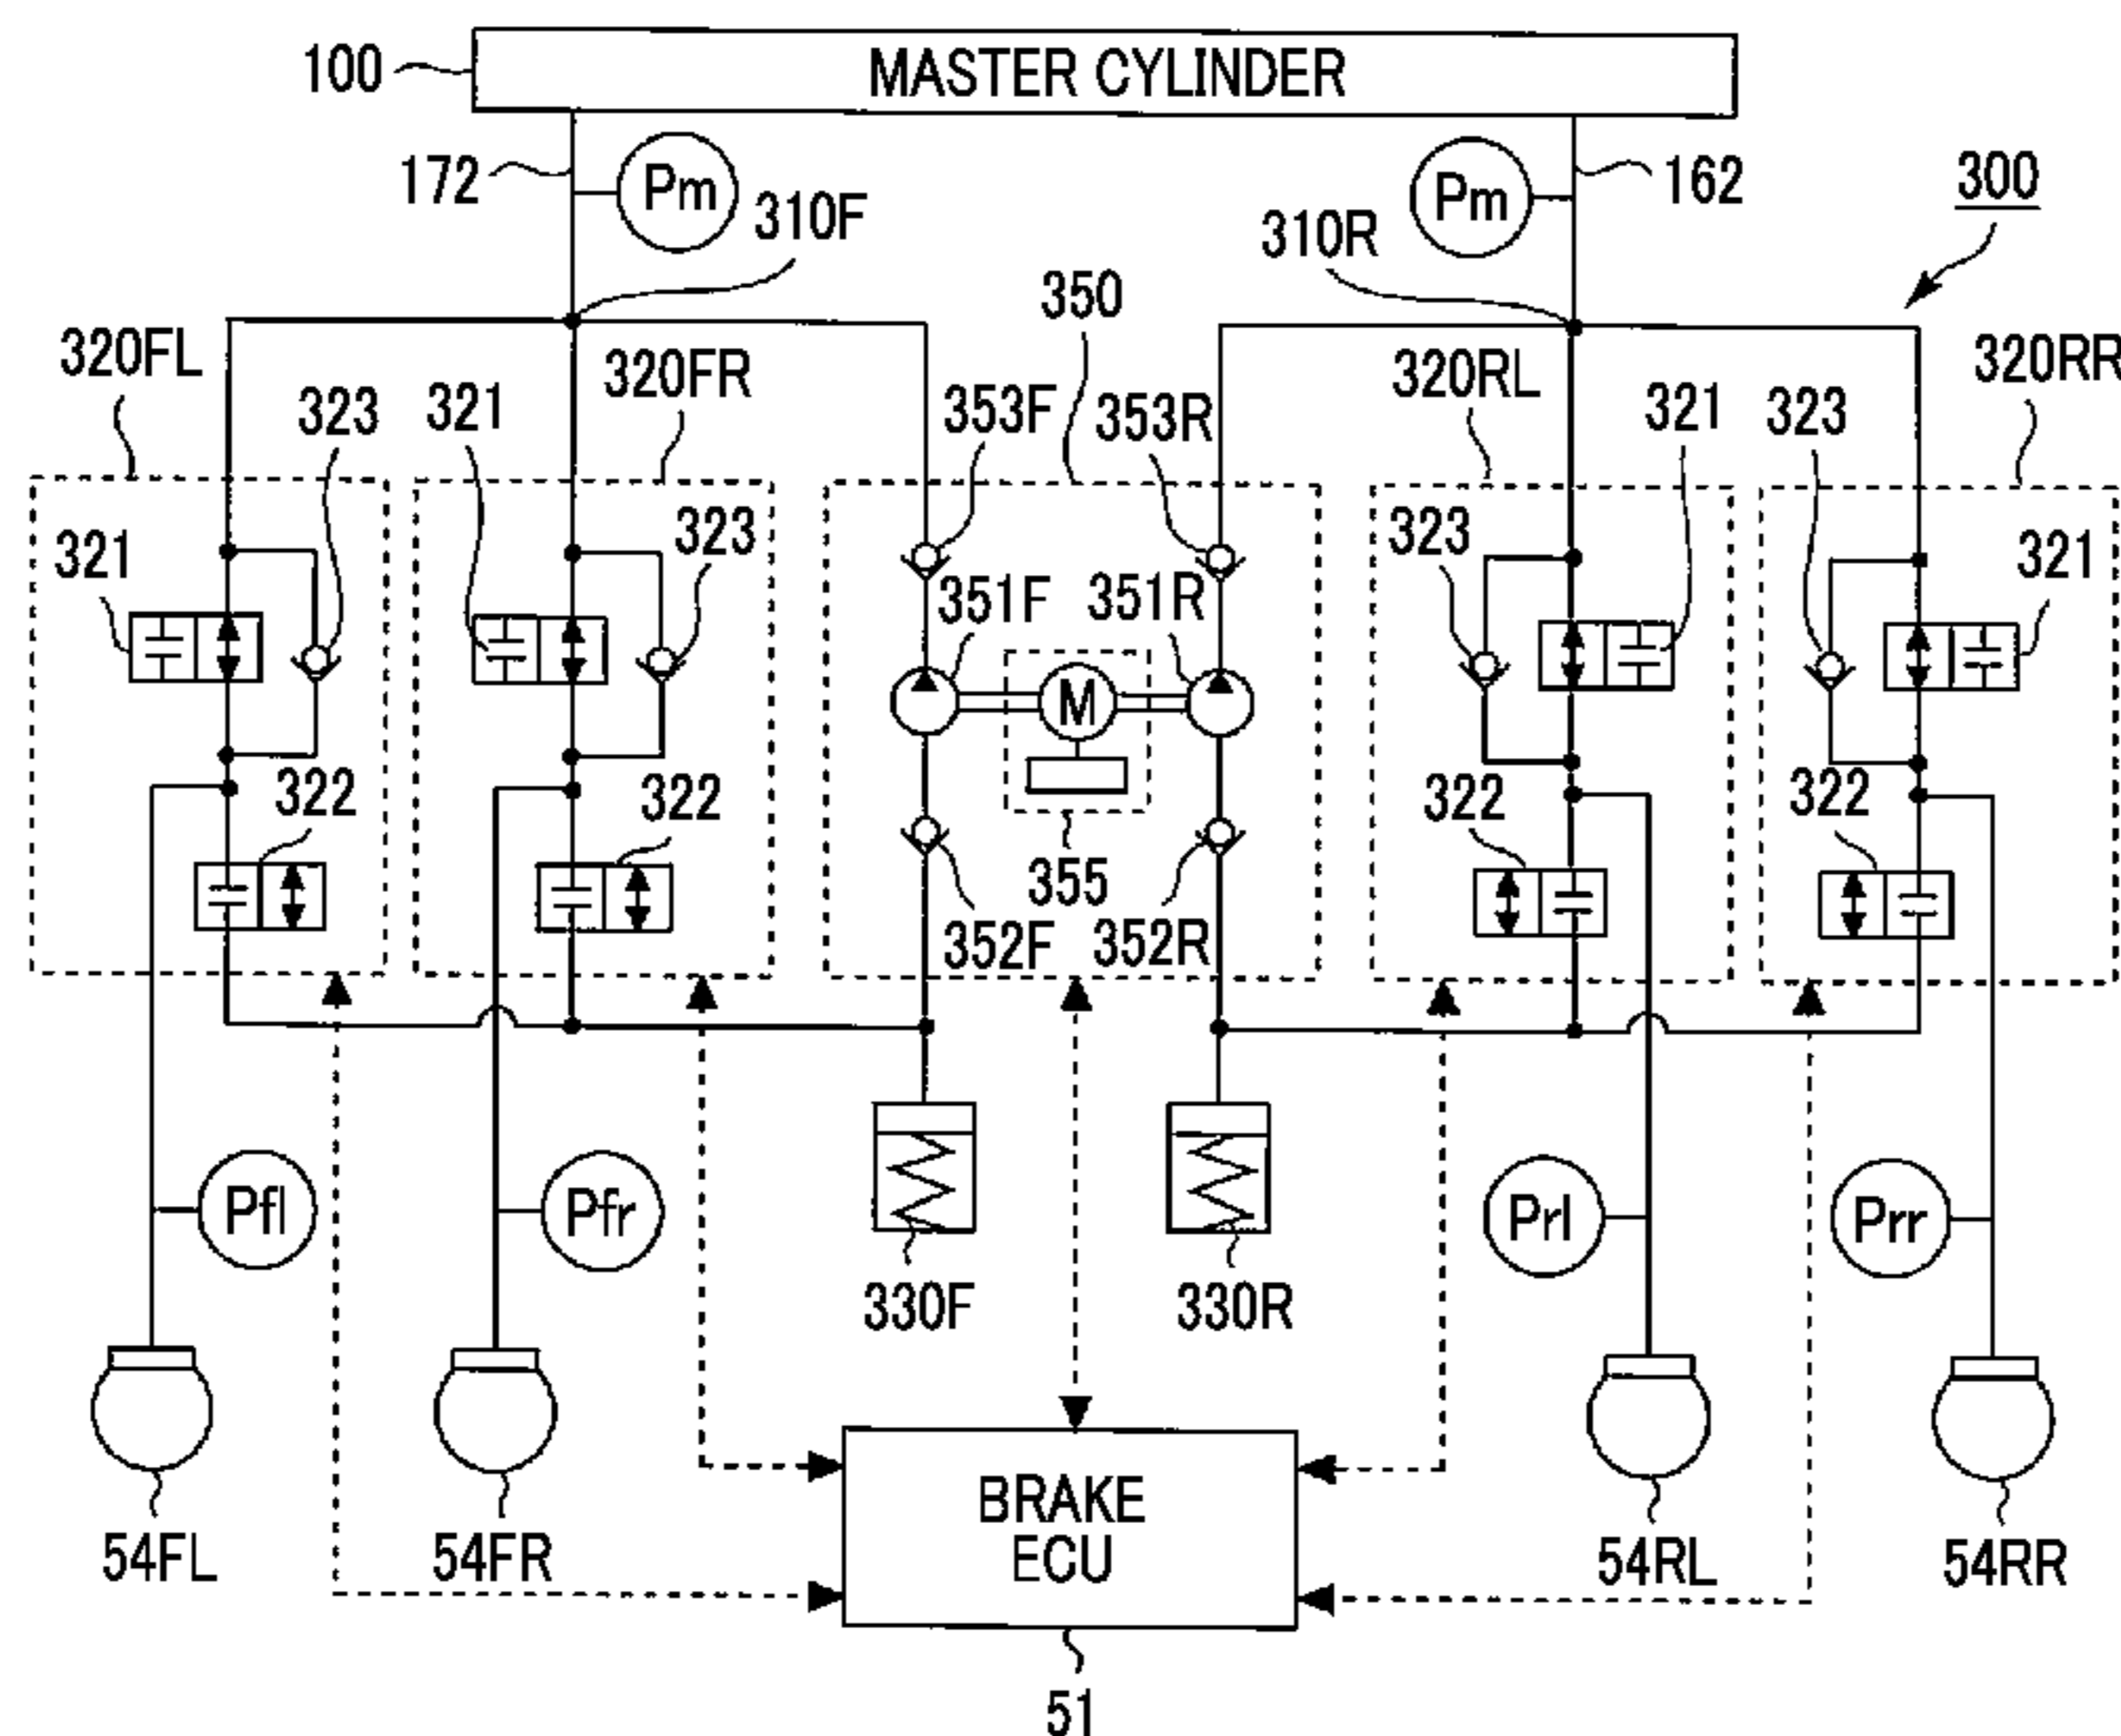 100
MASTER CYLINDER
172
Pm
310F
310R
Pm
162
300
350
320FL
323
321
320FR
353F
353R
320RL
321
323
320RR
321
323
351F
351R
323
321
M
322
322
355
322
322
352F
352R
Pfl
Pfr
330F
330R
Prl
Prr
54FL
54FR
BRAKE
ECU
54RL
54RR
51